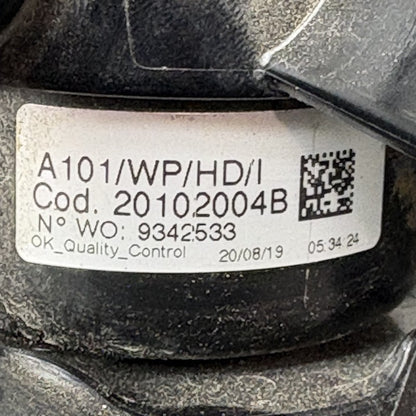 A101/WP/HD/I
Cod. 20102004B
N° WO: 9342533
OK_Quality_Control 20/08/19 05:34:24